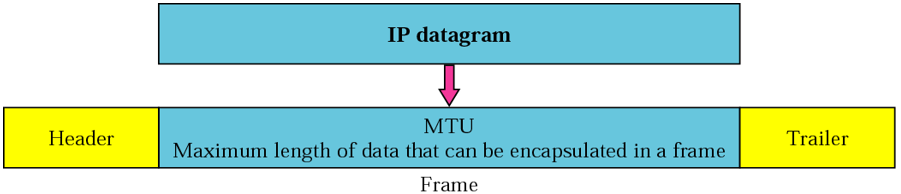 IP datagram
Header
MTU
Maximum length of data that can be encapsulated in a frame
Trailer
Frame